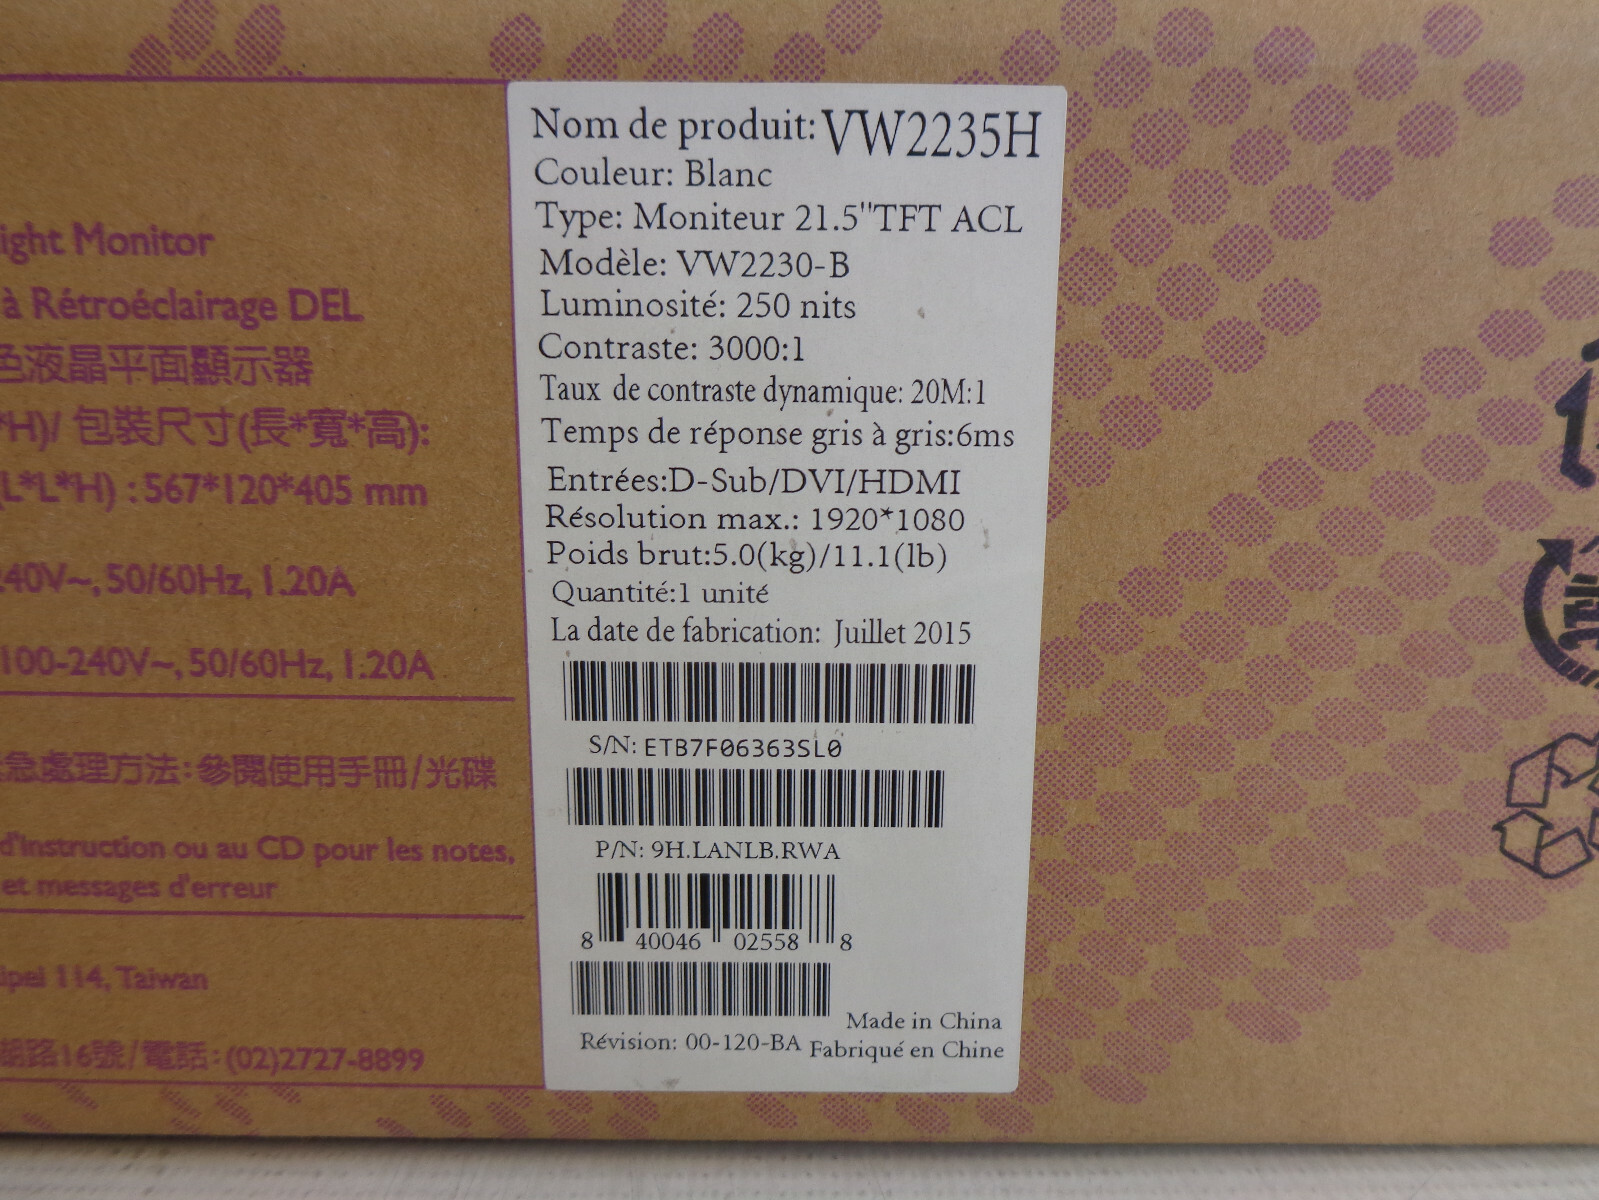 Nom de produit: VW2235H
Couleur: Blanc
Type: Moniteur 21.5"TFT ACL
Modèle: VW2230-B
Luminosité: 250 nits
Contraste: 3000:1
Taux de contraste dynamique: 20M:1
Temps de réponse gris à gris:6ms
Entrées:D-Sub/DVI/HDMI
Résolution max.: 1920*1080
Poids brut:5.0(kg)/11.1(lb)
Quantité:1 unité
La date de fabrication: Juillet 2015
S/N: ETB7F06363SL0
P/N: 9H.LANLB.RWA
8 40046 02558 8
Révision: 00-120-BA
Made in China
Fabriqué en Chine
Monitor
à Rétroéclairage DEL
色液晶平面顯示器
*H)/ 包裝尺寸(長*寬*高):
(L*L*H) : 567*120*405 mm
240V~, 50/60Hz, 1.20A
100-240V~, 50/60Hz, 1.20A
急處理方法:參閱使用手冊/光碟
d'instruction ou au CD pour les notes,
et messages d'erreur
114, Taiwan
湖路16號/電話:(02)2727-8899